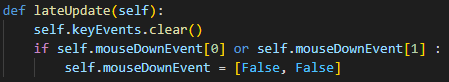 def lateUpdate(self):
    self.keyEvents.clear()
    if self.mouseDownEvent[0] or self.mouseDownEvent[1] :
        self.mouseDownEvent = [False, False]